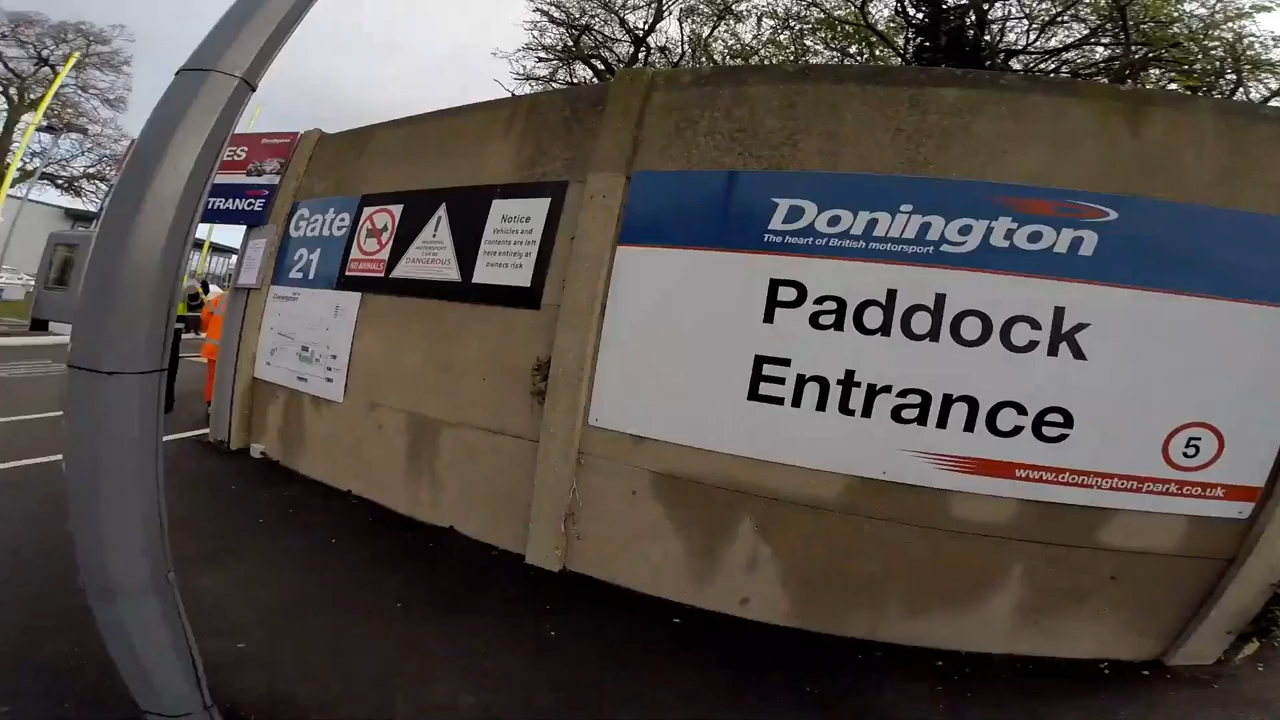 ES
TRANCE
Gate
21
NO ANIMALS
WARNING
MOTORSPORT
CAN BE
DANGEROUS
Notice
Vehicles and
contents are left
here entirely at
owners risk
Donington
Donington
The heart of British motorsport
Paddock
Entrance
5
www.donington-park.co.uk